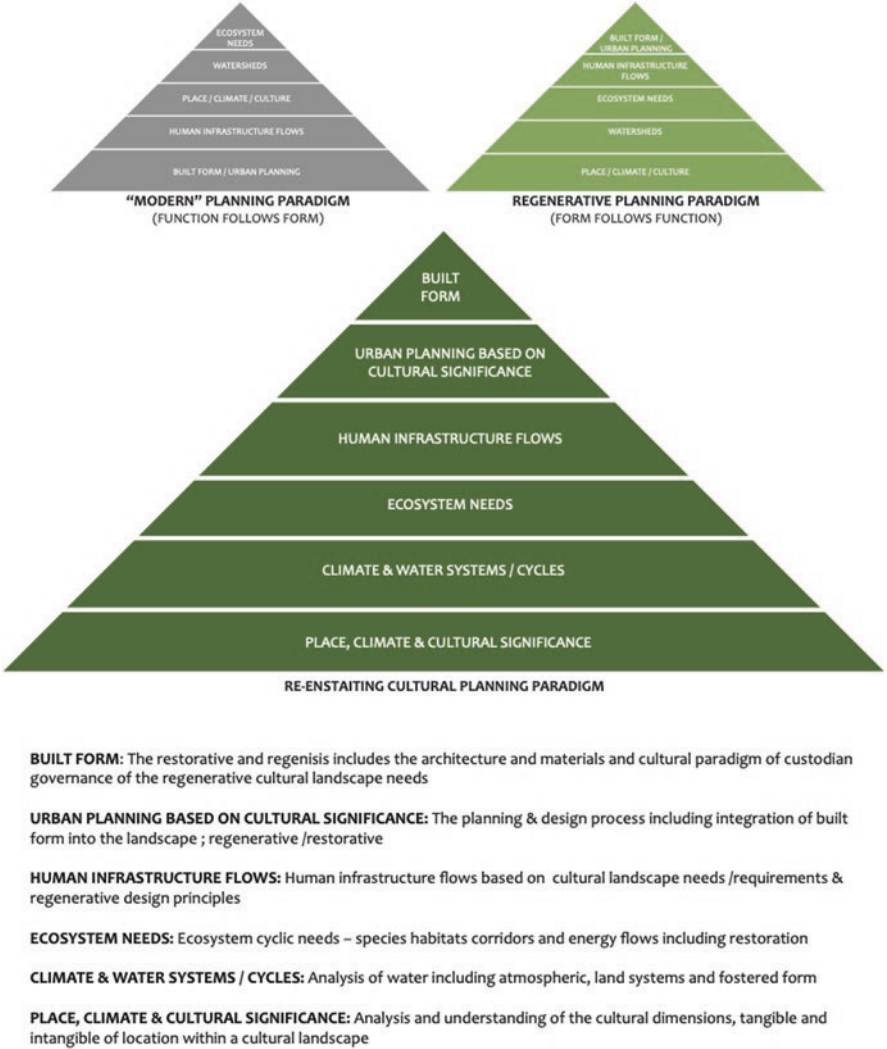 ECOSYSTEM
NEEDS
WATERSHEDS
PLACE / CLIMATE / CULTURE
HUMAN INFRASTRUCTURE FLOWS
BUILT FORM / URBAN PLANNING
“MODERN” PLANNING PARADIGM
(FUNCTION FOLLOWS FORM)
BUILT FORM /
URBAN PLANNING
HUMAN INFRASTRUCTURE
FLOWS
ECOSYSTEM NEEDS
WATERSHEDS
PLACE / CLIMATE / CULTURE
REGENERATIVE PLANNING PARADIGM
(FORM FOLLOWS FUNCTION)
BUILT
FORM
URBAN PLANNING BASED ON
CULTURAL SIGNIFICANCE
HUMAN INFRASTRUCTURE FLOWS
ECOSYSTEM NEEDS
CLIMATE & WATER SYSTEMS / CYCLES
PLACE, CLIMATE & CULTURAL SIGNIFICANCE
RE-ENSTAITING CULTURAL PLANNING PARADIGM
BUILT FORM: The restorative and regenisis includes the architecture and materials and cultural paradigm of custodian
governance of the regenerative cultural landscape needs
URBAN PLANNING BASED ON CULTURAL SIGNIFICANCE: The planning & design process including integration of built
form into the landscape ; regenerative /restorative
HUMAN INFRASTRUCTURE FLOWS: Human infrastructure flows based on cultural landscape needs /requirements &
regenerative design principles
ECOSYSTEM NEEDS: Ecosystem cyclic needs – species habitats corridors and energy flows including restoration
CLIMATE & WATER SYSTEMS / CYCLES: Analysis of water including atmospheric, land systems and fostered form
PLACE, CLIMATE & CULTURAL SIGNIFICANCE: Analysis and understanding of the cultural dimensions, tangible and
intangible of location within a cultural landscape